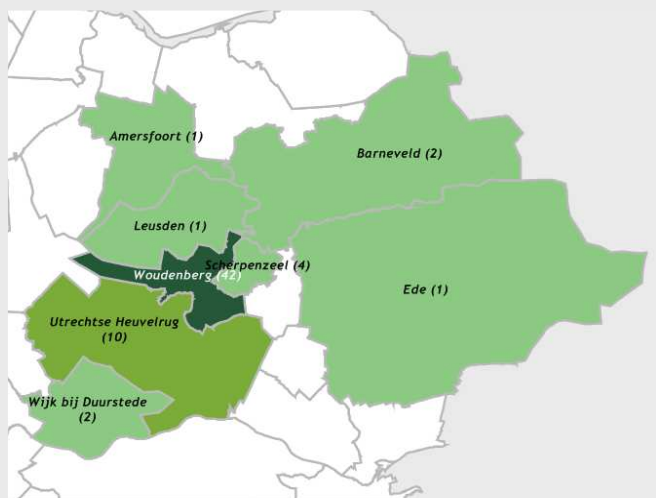 Amersfoort (1)
Barneveld (2)
Leusden (1)
Scherpenzeel (4)
Woudenberg (42)
Ede (1)
Utrechtse Heuvelrug
(10)
Wijk bij Duurstede
(2)